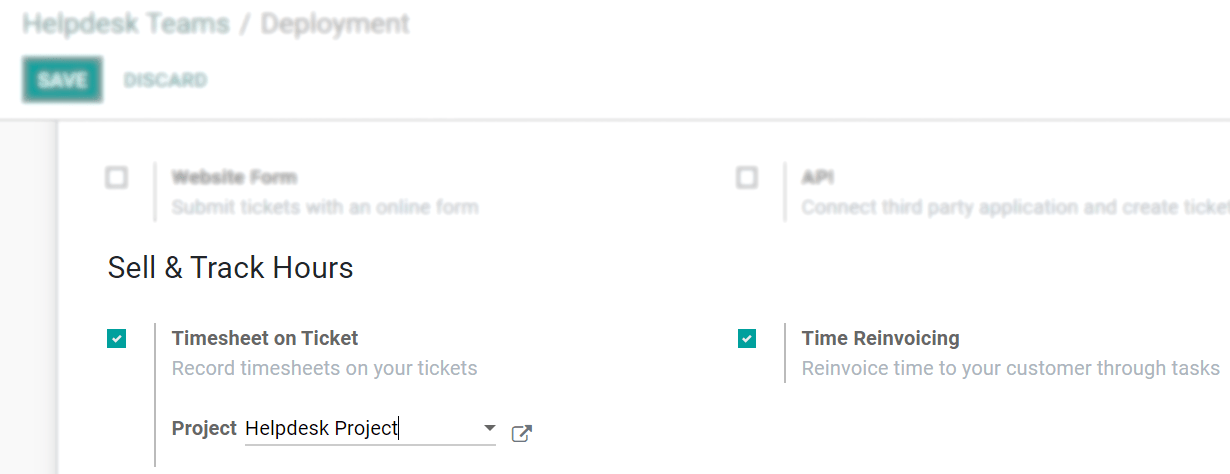 Helpdesk Teams / Deployment
SAVE DISCARD
Website Form
Submit tickets with an online form
API
Connect third party application and create ticket
Sell & Track Hours
Timesheet on Ticket
Record timesheets on your tickets
Project Helpdesk Project
Time Reinvoicing
Reinvoice time to your customer through tasks